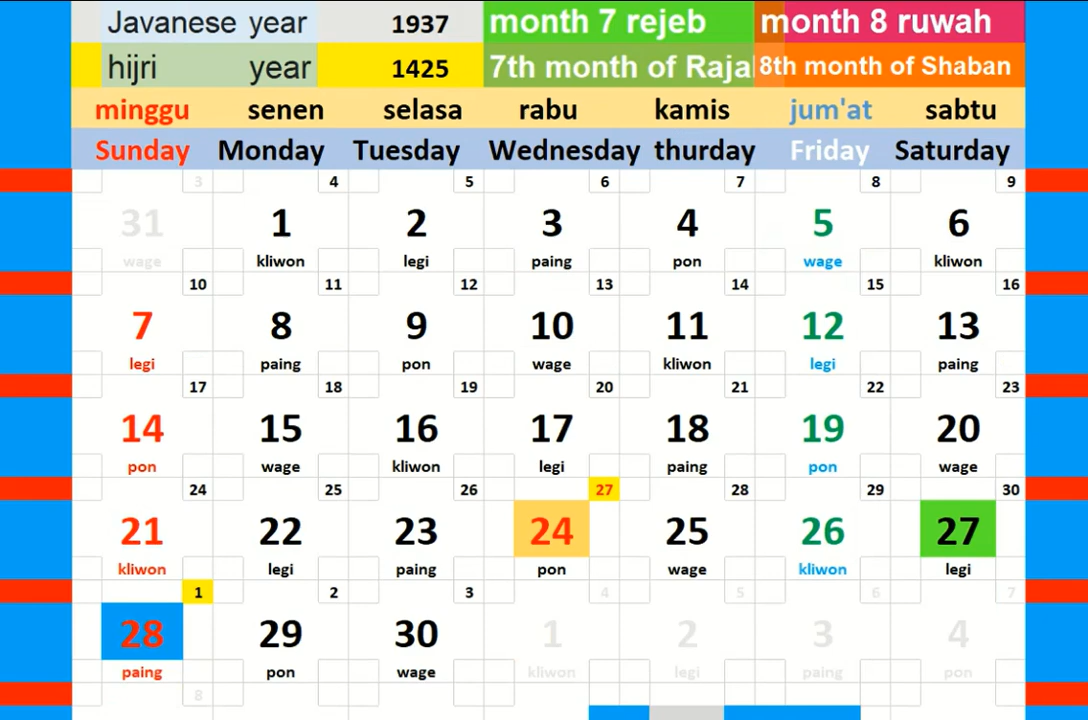 Javanese year 1937 month 7 rejeb month 8 ruwah
hijri year 1425 7th month of Raja 8th month of Shaban
minggu senen selasa rabu kamis jum'at sabtu
Sunday Monday Tuesday Wednesday thurday Friday Saturday
3 4 5 6 7 8 9
31 1 2 3 4 5 6
wage kliwon legi paing pon wage kliwon
10 11 12 13 14 15 16
7 8 9 10 11 12 13
legi paing pon wage kliwon legi paing
17 18 19 20 21 22 23
14 15 16 17 18 19 20
pon wage kliwon legi paing pon wage
24 25 26 27 28 29 30
21 22 23 24 25 26 27
kliwon legi paing pon wage kliwon legi
1 2 3 4 5 6 7
28 29 30 1 2 3 4
paing pon wage kliwon legi paing pon
8